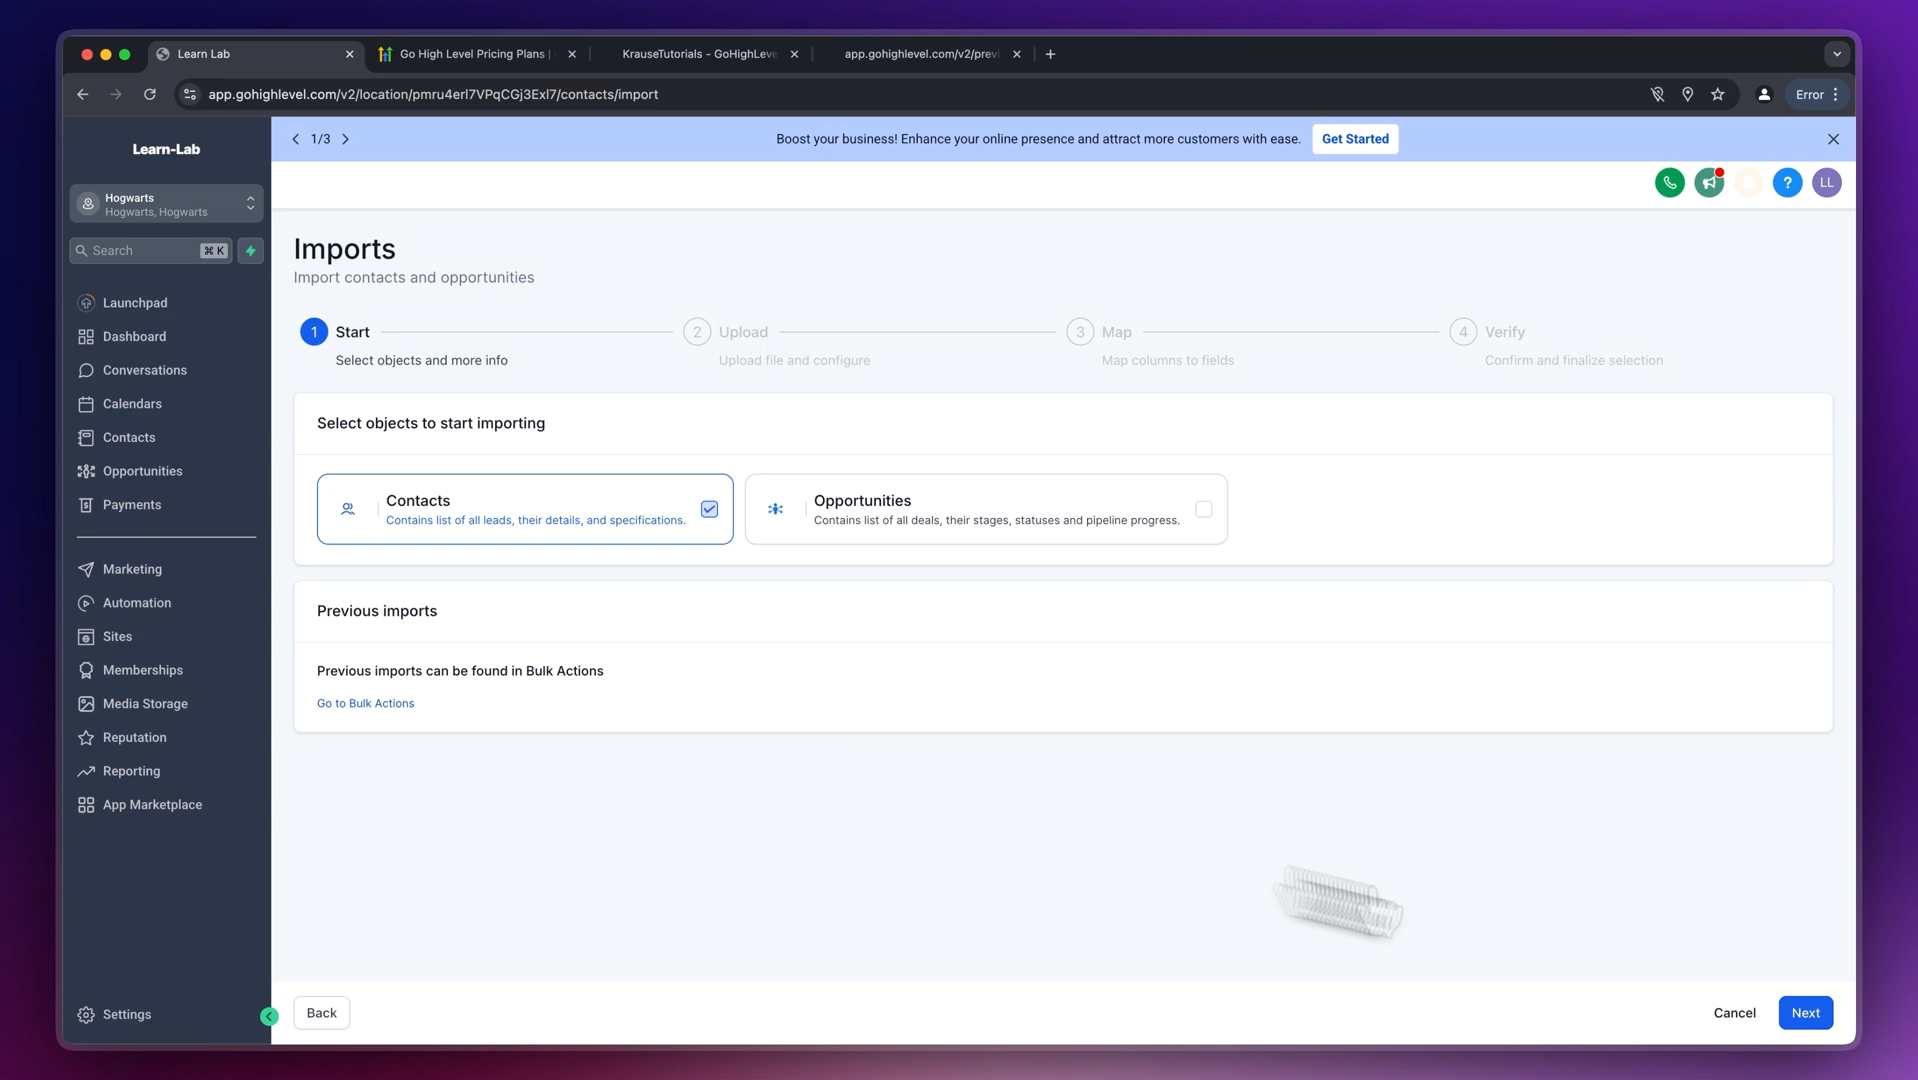 Learn Lab
Go High Level Pricing Plans |
KrauseTutorials - GoHighLeve
app.gohighlevel.com/v2/previ
app.gohighlevel.com/v2/location/pmru4erl7VPqCGj3Exl7/contacts/import
Error
Learn-Lab
Hogwarts
Hogwarts, Hogwarts
Search
⌘ K
Launchpad
Dashboard
Conversations
Calendars
Contacts
Opportunities
Payments
Marketing
Automation
Sites
Memberships
Media Storage
Reputation
Reporting
App Marketplace
Settings
1/3
Boost your business! Enhance your online presence and attract more customers with ease.
Get Started
?
LL
Imports
Import contacts and opportunities
1 Start
Select objects and more info
2 Upload
Upload file and configure
3 Map
Map columns to fields
4 Verify
Confirm and finalize selection
Select objects to start importing
Contacts
Contains list of all leads, their details, and specifications.
Opportunities
Contains list of all deals, their stages, statuses and pipeline progress.
Previous imports
Previous imports can be found in Bulk Actions
Go to Bulk Actions
Back
Cancel
Next